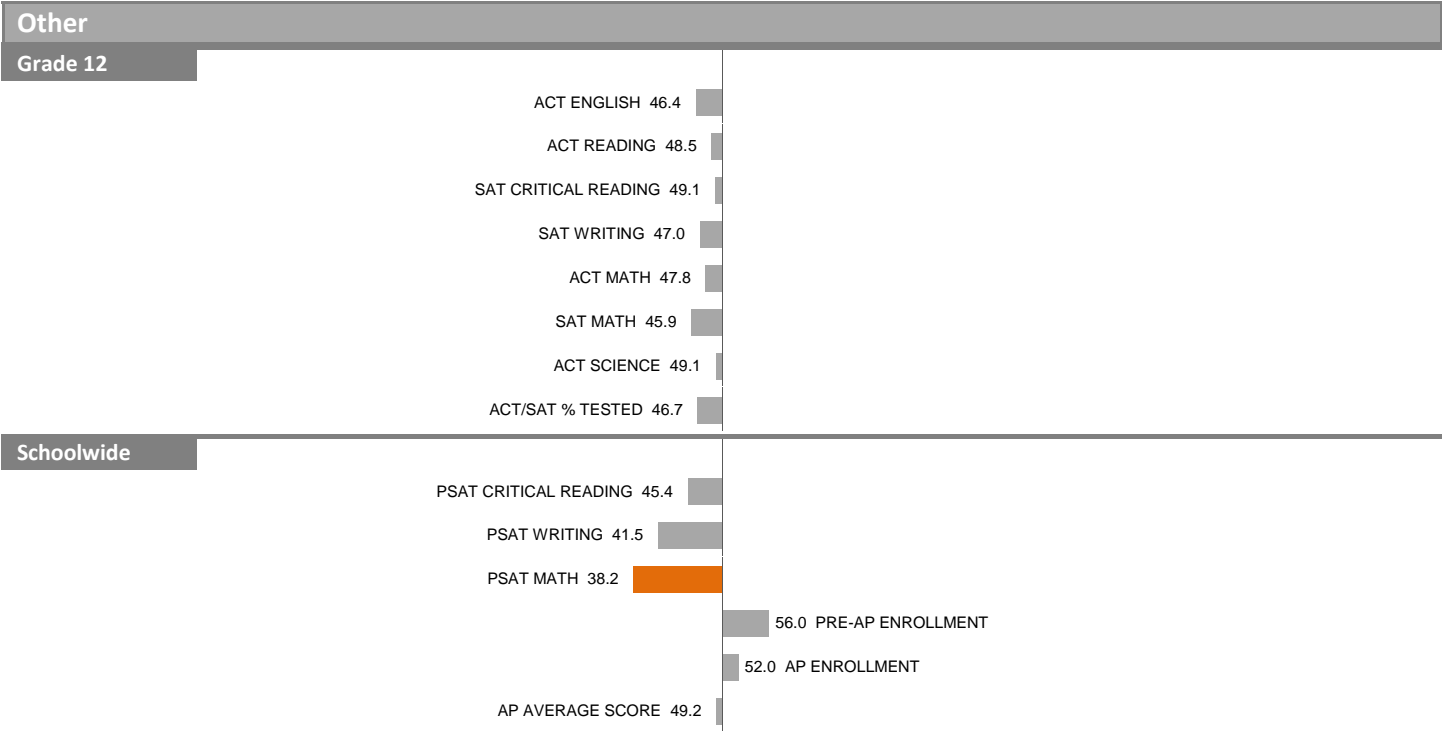 Other
Grade 12
ACT ENGLISH 46.4
ACT READING 48.5
SAT CRITICAL READING 49.1
SAT WRITING 47.0
ACT MATH 47.8
SAT MATH 45.9
ACT SCIENCE 49.1
ACT/SAT % TESTED 46.7
Schoolwide
PSAT CRITICAL READING 45.4
PSAT WRITING 41.5
PSAT MATH 38.2
56.0 PRE-AP ENROLLMENT
52.0 AP ENROLLMENT
AP AVERAGE SCORE 49.2